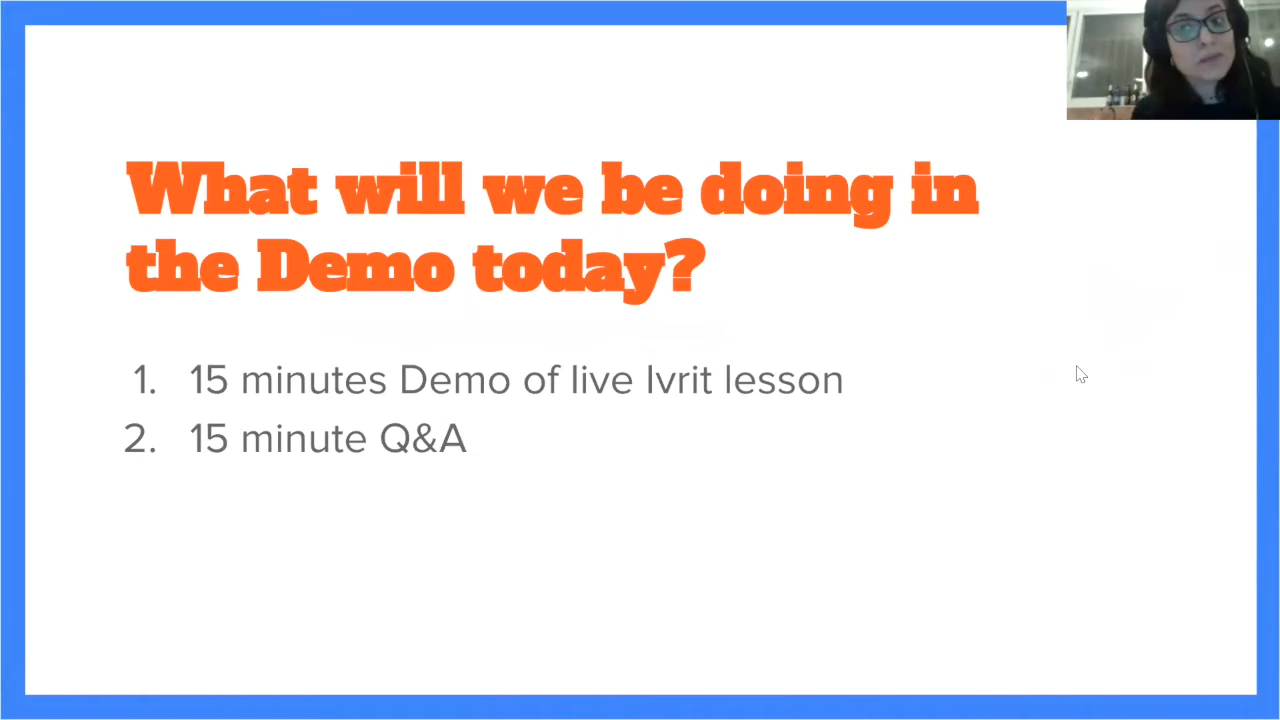 What will we be doing in
the Demo today?
1. 15 minutes Demo of live Ivrit lesson
2. 15 minute Q&A